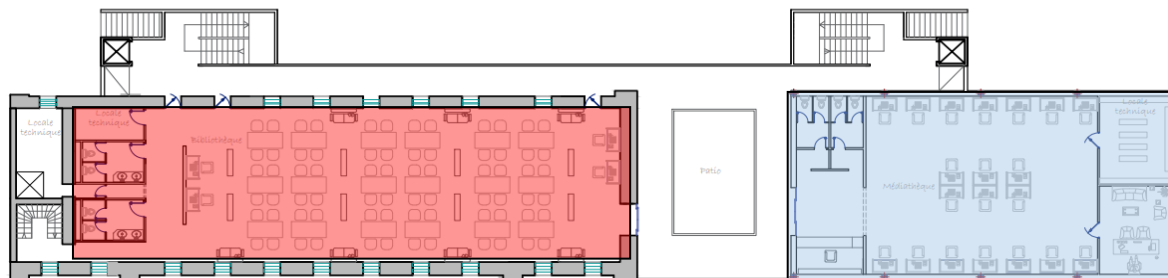 Locale
technique
Locale
technique
Bibliothèque
Patio
Médiathèque
Locale
technique